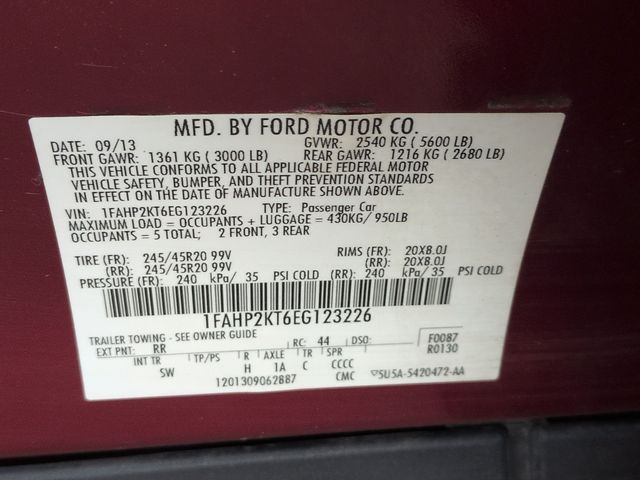 MFD. BY FORD MOTOR CO.
DATE: 09/13 GVWR: 2540 KG ( 5600 LB)
FRONT GAWR: 1361 KG ( 3000 LB) REAR GAWR: 1216 KG ( 2680 LB)
THIS VEHICLE CONFORMS TO ALL APPLICABLE FEDERAL MOTOR
VEHICLE SAFETY, BUMPER, AND THEFT PREVENTION STANDARDS
IN EFFECT ON THE DATE OF MANUFACTURE SHOWN ABOVE.
VIN: 1FAHP2KT6EG123226 TYPE: Passenger Car
MAXIMUM LOAD = OCCUPANTS + LUGGAGE = 430KG/ 950LB
OCCUPANTS = 5 TOTAL; 2 FRONT, 3 REAR
TIRE (FR): 245/45R20 99V RIMS (FR): 20X8.0J
(RR): 245/45R20 99V (RR): 20X8.0J
PRESSURE (FR): 240 kPa/ 35 PSI COLD (RR): 240 kPa/ 35 PSI COLD
1FAHP2KT6EG123226
TRAILER TOWING - SEE OWNER GUIDE
EXT PNT: RR RC: 44 DSO: F0087
R0130
INT TR TP/PS R AXLE TR SPR
SW H 1A C CCCC
1201309062887 CMC ▽5U5A-5420472-AA